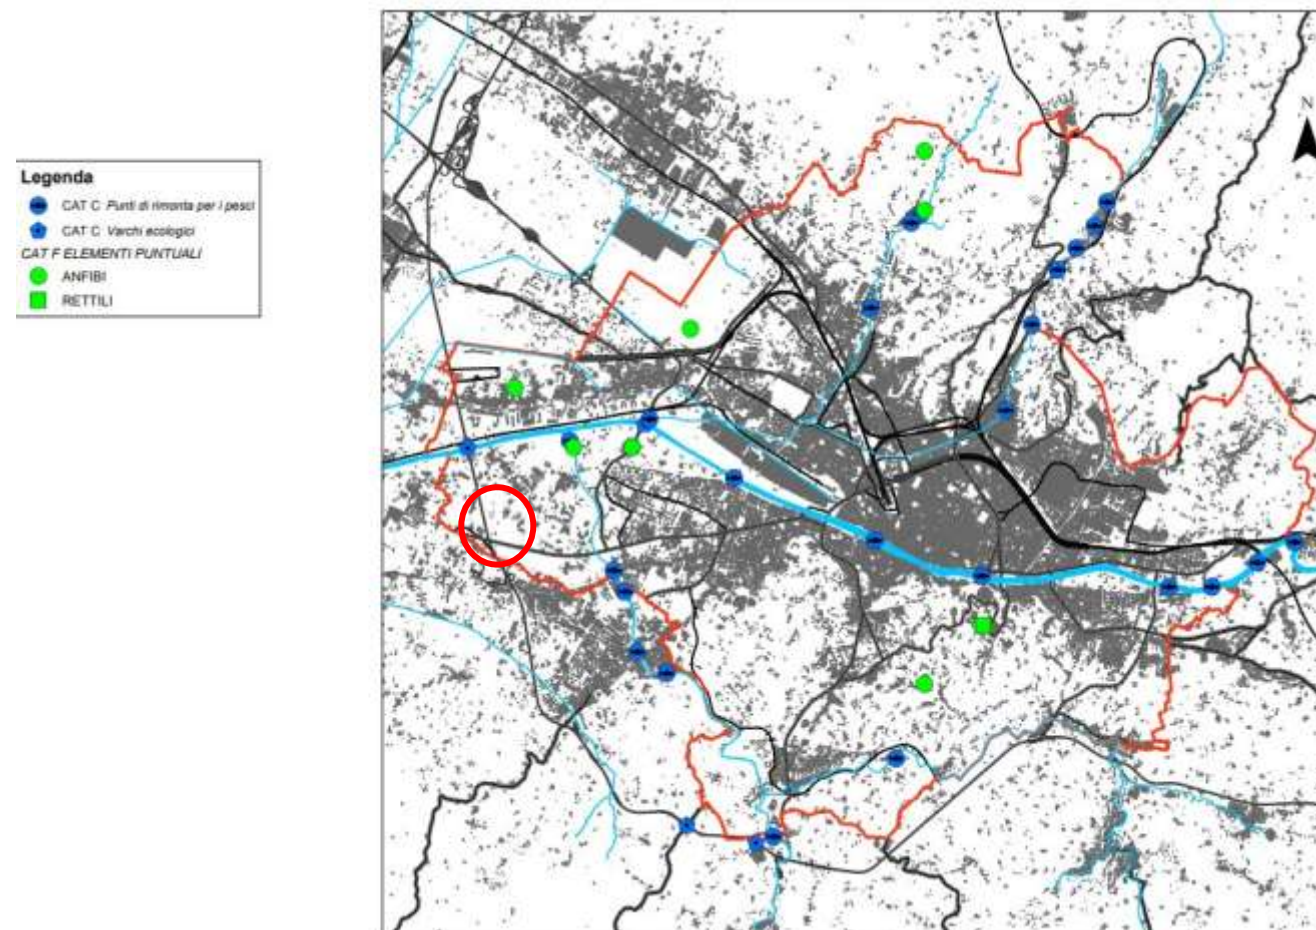 Legenda
CAT C Punti di rimonta per i pesci
CAT C Varchi ecologici
CAT F ELEMENTI PUNTUALI
ANFIBI
RETTILI
N